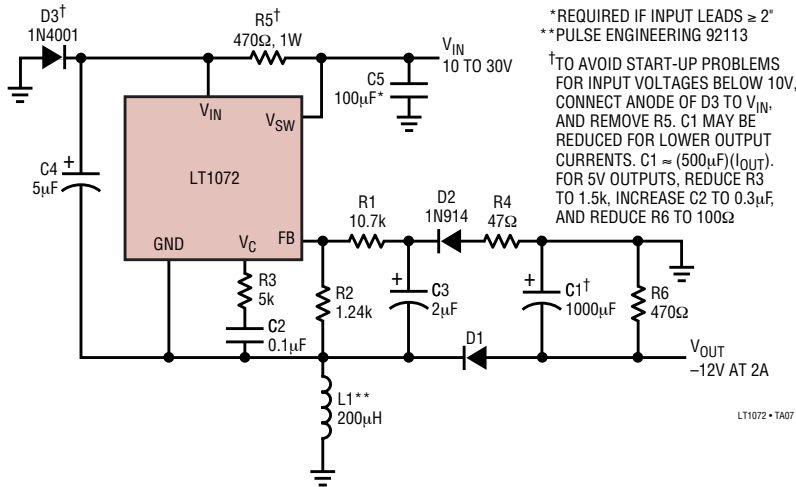 D3†
1N4001
R5†
470Ω, 1W
VIN
10 TO 30V
C5
100μF*
*REQUIRED IF INPUT LEADS ≥ 2"
**PULSE ENGINEERING 92113
†TO AVOID START-UP PROBLEMS
FOR INPUT VOLTAGES BELOW 10V,
CONNECT ANODE OF D3 TO VIN,
AND REMOVE R5. C1 MAY BE
REDUCED FOR LOWER OUTPUT
CURRENTS. C1 ≈ (500μF)(IOUT).
FOR 5V OUTPUTS, REDUCE R3
TO 1.5k, INCREASE C2 TO 0.3μF,
AND REDUCE R6 TO 100Ω
VIN
VSW
LT1072
GND
VC
FB
C4
5μF
+
R1
10.7k
D2
1N914
R4
47Ω
R3
5k
C2
0.1μF
R2
1.24k
+
C3
2μF
+
C1†
1000μF
R6
470Ω
D1
VOUT
–12V AT 2A
L1**
200μH
LT1072 • TA07